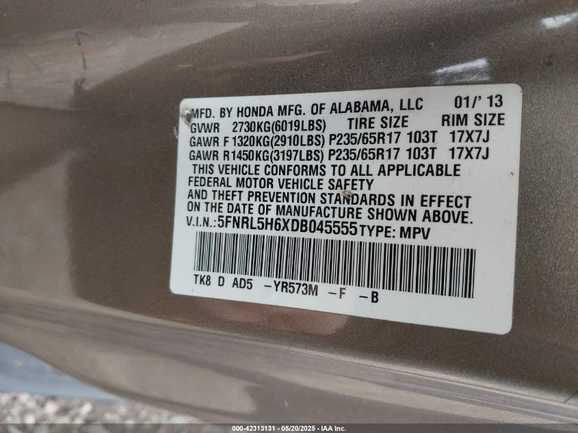 MFD. BY HONDA MFG. OF ALABAMA, LLC 01/' 13
GVWR 2730KG(6019LBS) TIRE SIZE RIM SIZE
GAWR F 1320KG(2910LBS) P235/65R17 103T 17X7J
GAWR R1450KG(3197LBS) P235/65R17 103T 17X7J
THIS VEHICLE CONFORMS TO ALL APPLICABLE
FEDERAL MOTOR VEHICLE SAFETY
AND THEFT PREVENTION STANDARDS IN EFFECT
ON THE DATE OF MANUFACTURE SHOWN ABOVE.
V.I.N.: 5FNRL5H6XDB045555 TYPE: MPV
TK8 D AD5 -YR573M -F -B
000-42313131 - 05/20/2025 - IAA Inc.